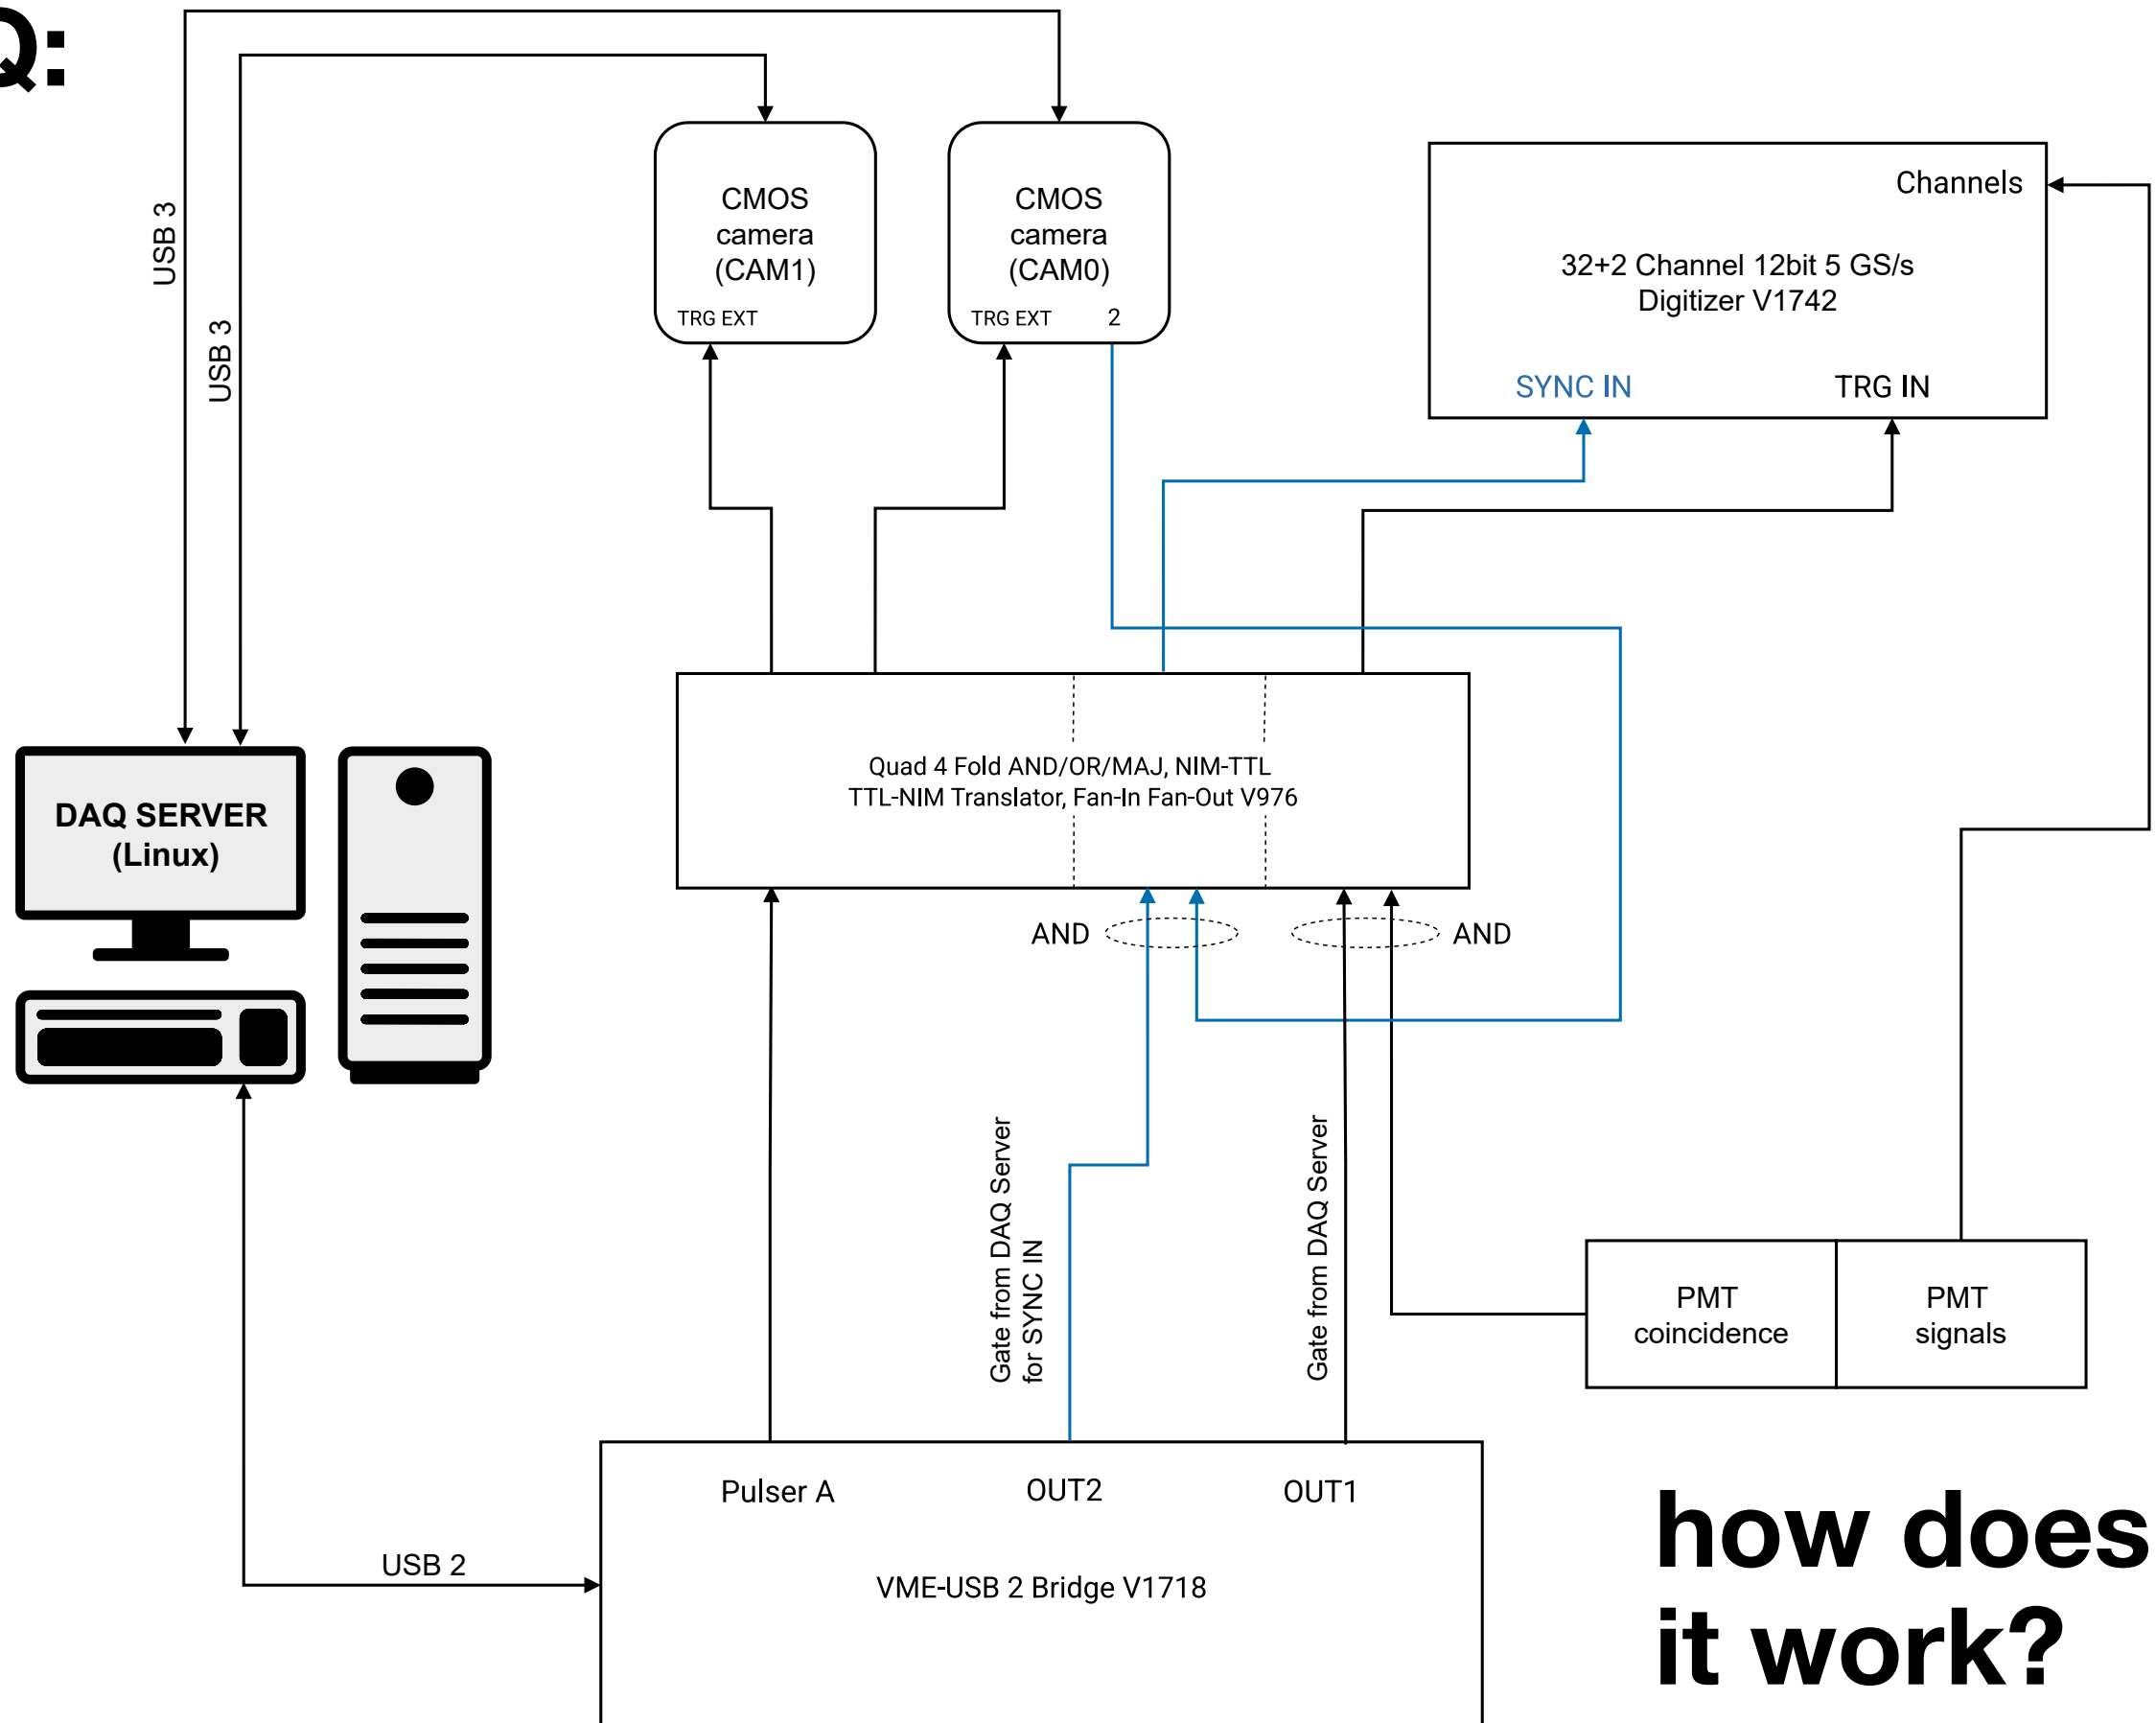 Q:
USB 3
USB 3
CMOS
camera
(CAM1)
TRG EXT
CMOS
camera
(CAM0)
TRG EXT 2
Channels
32+2 Channel 12bit 5 GS/s
Digitizer V1742
SYNC IN
TRG IN
Quad 4 Fold AND/OR/MAJ, NIM-TTL
TTL-NIM Translator, Fan-In Fan-Out V976
DAQ SERVER
(Linux)
AND
AND
Gate from DAQ Server
for SYNC IN
Gate from DAQ Server
PMT
coincidence
PMT
signals
Pulser A
OUT2
OUT1
USB 2
VME-USB 2 Bridge V1718
how does
it work?